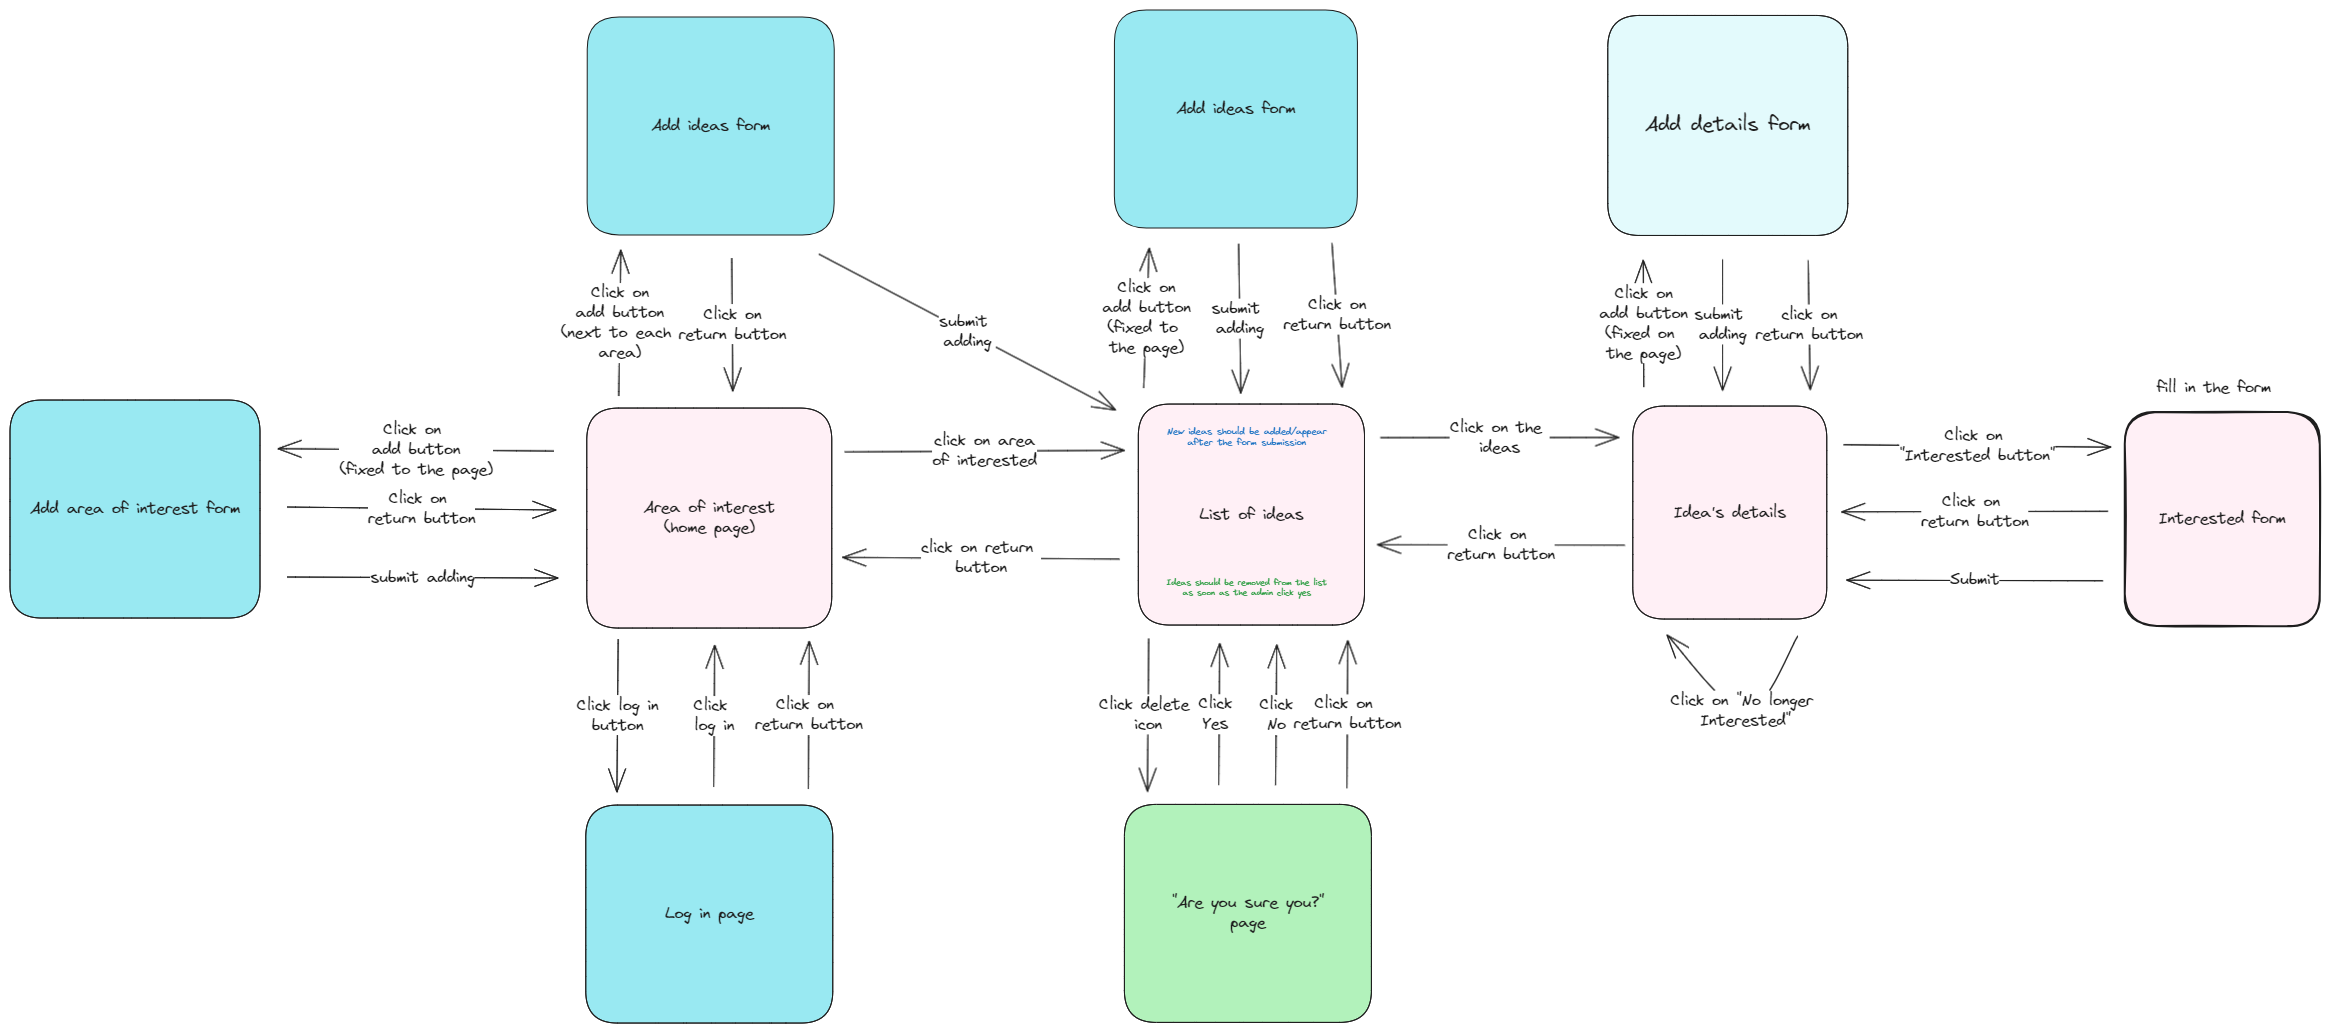 Add ideas form
Add ideas form
Add details form
Click on
add button
(next to each
area)
Click on
return button
submit
adding
Click on
add button
(fixed to
the page)
submit
adding
Click on
return button
Click on
add button
(fixed on
the page)
submit
adding
click on
return button
fill in the form
Add area of interest form
Click on
add button
(fixed to the page)
Click on
return button
submit adding
Area of interest
(home page)
click on area
of interested
click on return
button
New ideas should be added/appear
after the form submission
List of ideas
Ideas should be removed from the list
as soon as the admin click yes
Click on the
ideas
Click on
return button
Idea's details
Click on
"Interested button"
Click on
return button
Submit
Interested form
Click log in
button
Click
log in
Click on
return button
Click delete
icon
Click
Yes
Click
No
Click on
return button
Click on "No longer
Interested"
Log in page
"Are you sure you?"
page